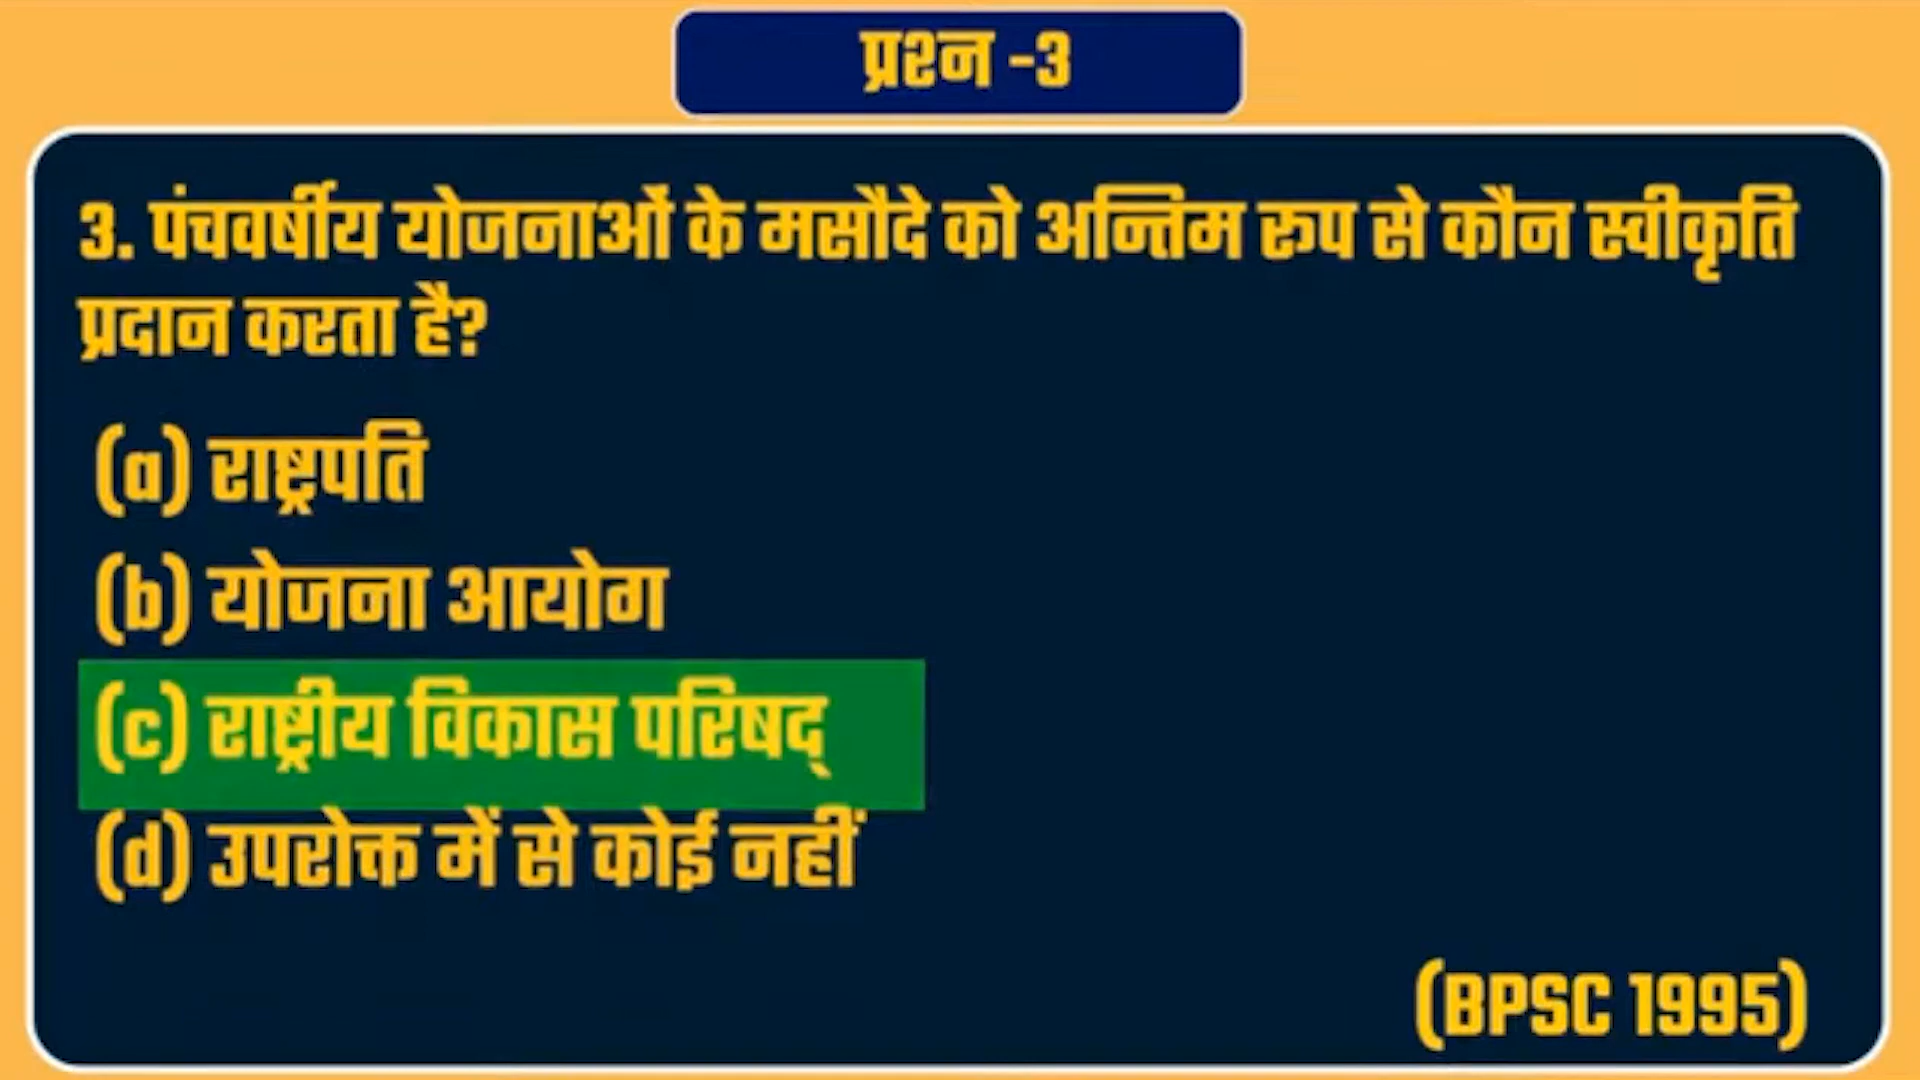 प्रश्न -3
3. पंचवर्षीय योजनाओं के मसौदे को अन्तिम रूप से कौन स्वीकृति
प्रदान करता है?
(a) राष्ट्रपति
(b) योजना आयोग
(c) राष्ट्रीय विकास परिषद्
(d) उपरोक्त में से कोई नहीं
(BPSC 1995)